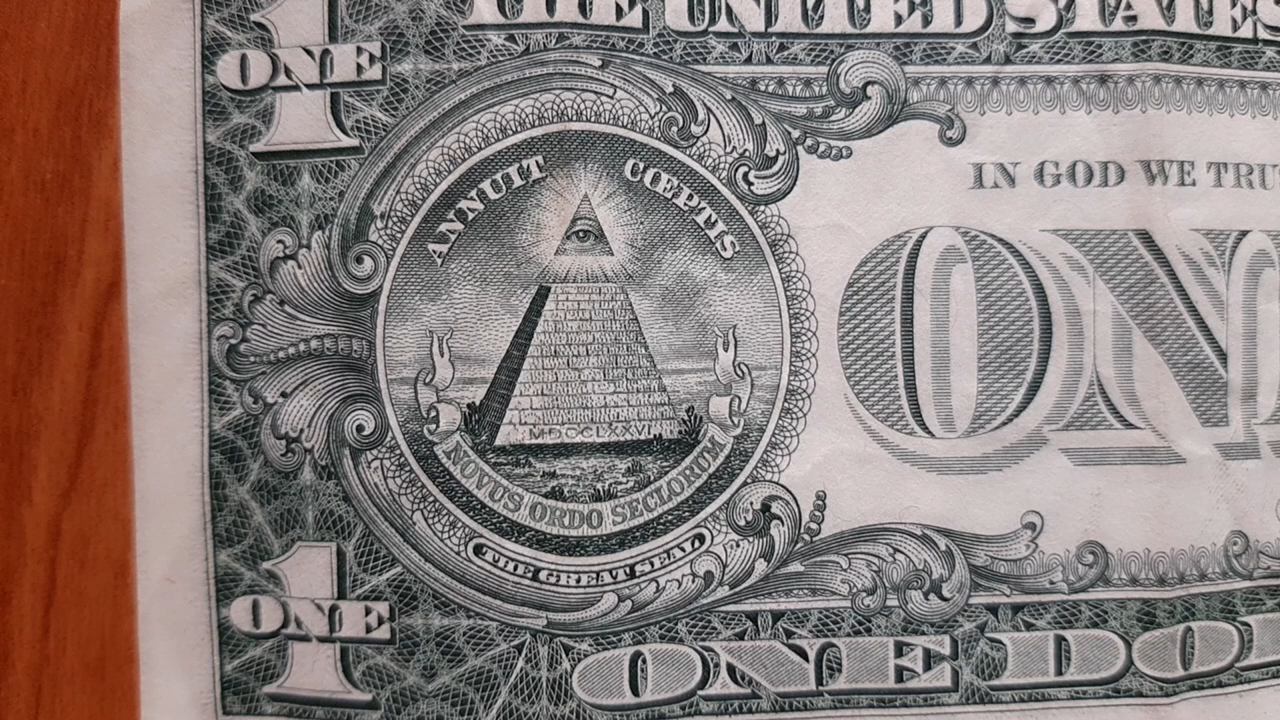 THE UNITED STATES
ONE
1
ANNUIT CŒPTIS
IN GOD WE TRU
ONE
MDCCLXXVI
NOVUS ORDO SECLORUM
THE GREAT SEAL
ONE
1
ONE DOL